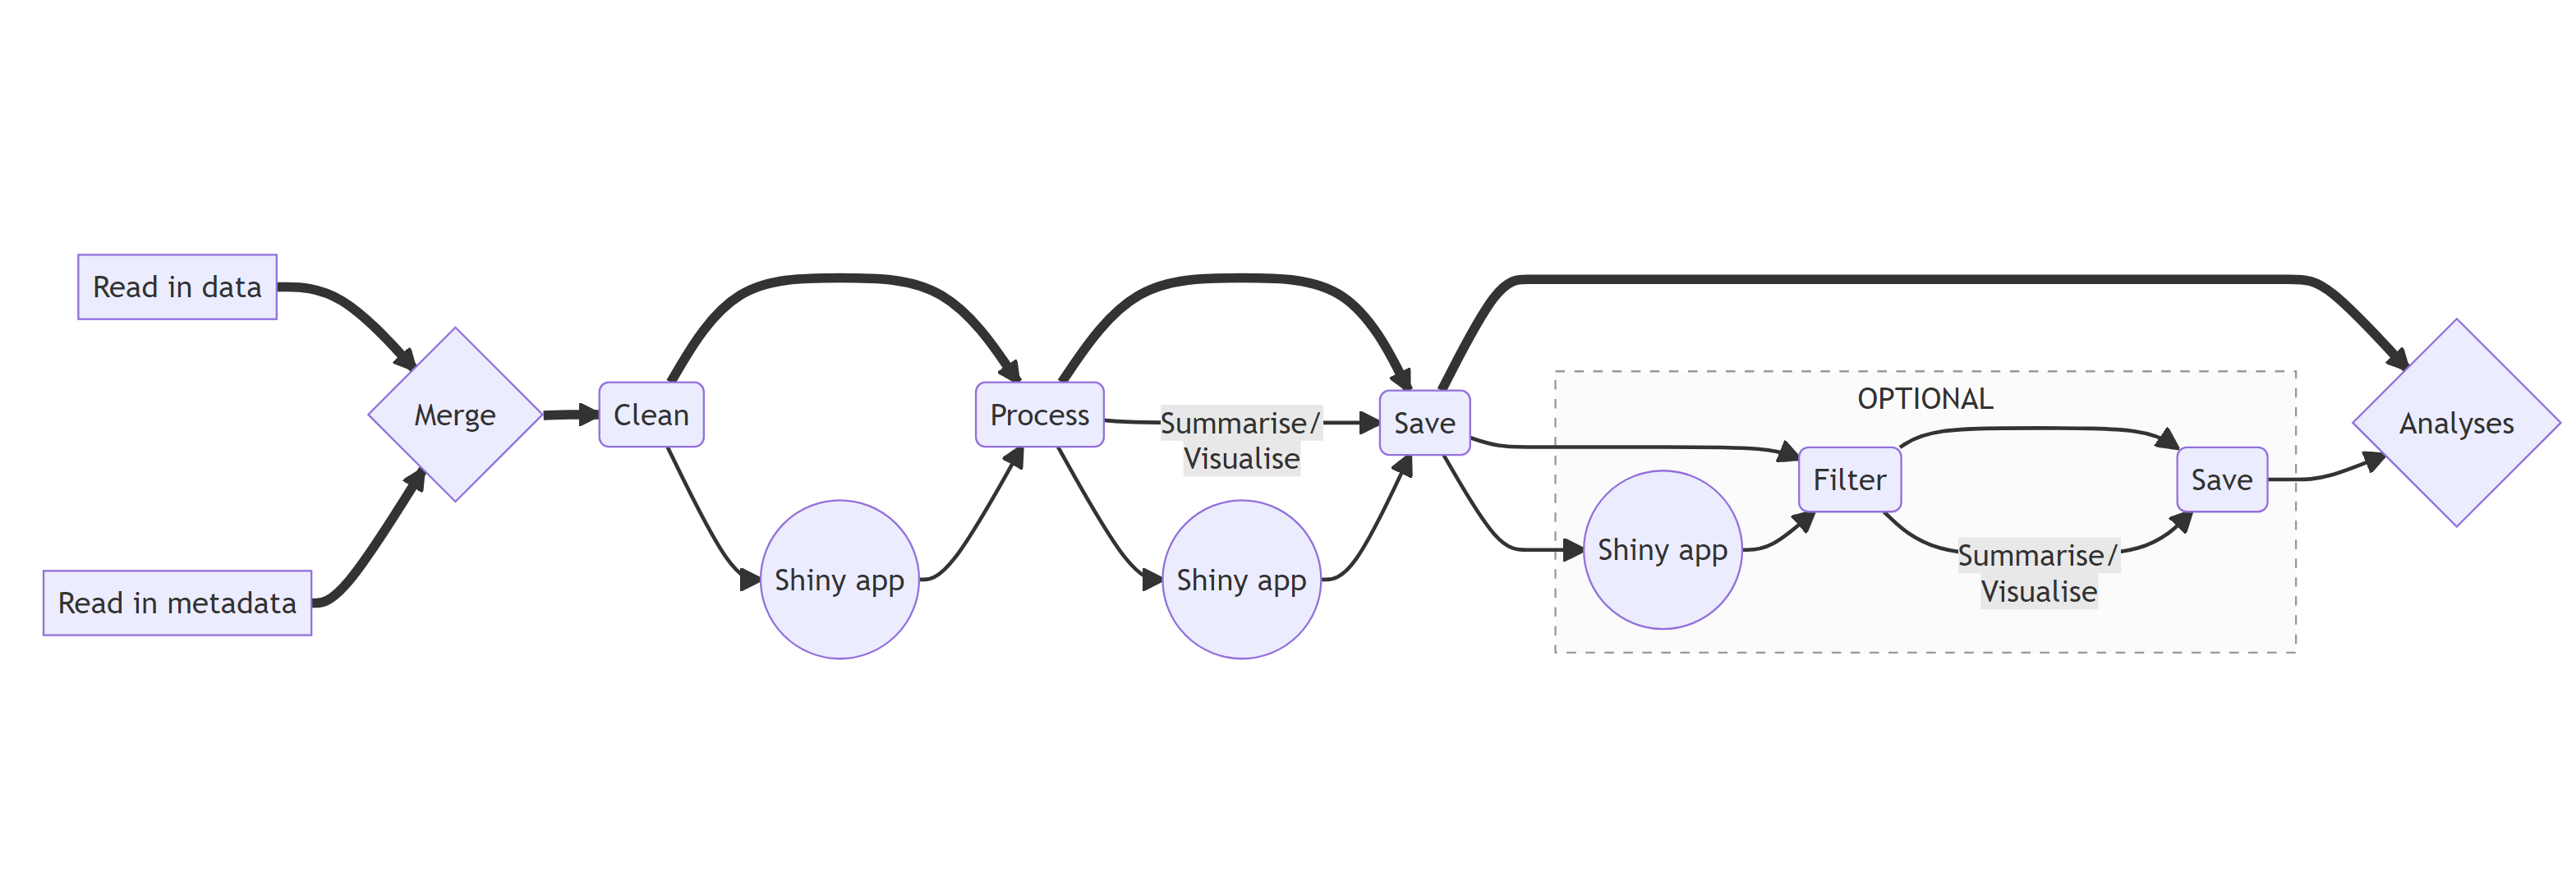 Read in data
Read in metadata
Merge
Clean
Shiny app
Process
Summarise/
Visualise
Shiny app
Save
OPTIONAL
Shiny app
Filter
Summarise/
Visualise
Save
Analyses